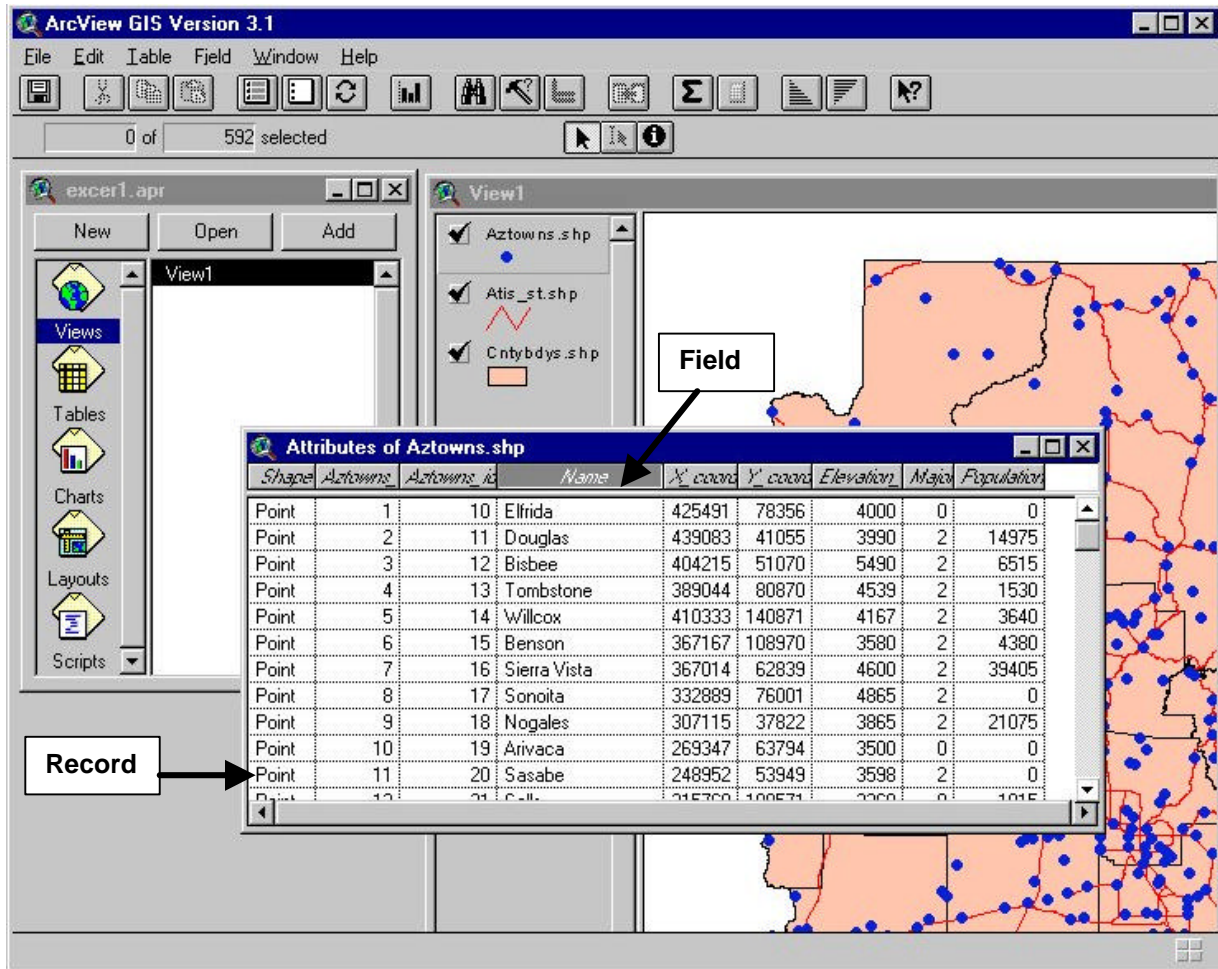 ArcView GIS Version 3.1
File Edit Table Field Window Help
0 of 592 selected
excer1.apr
New Open Add
Views
Tables
Charts
Layouts
Scripts
View1
View1
Aztowns.shp
Atis_st.shp
Cntybdys.shp
Field
Attributes of Aztowns.shp
Shape Aztowns_ Aztowns_id Name X_coord Y_coord Elevation_ Major Population
Point 1 10 Elfrida 425491 78356 4000 0 0
Point 2 11 Douglas 439083 41055 3990 2 14975
Point 3 12 Bisbee 404215 51070 5490 2 6515
Point 4 13 Tombstone 389044 80870 4539 2 1530
Point 5 14 Willcox 410333 140871 4167 2 3640
Point 6 15 Benson 367167 108970 3580 2 4380
Point 7 16 Sierra Vista 367014 62839 4600 2 39405
Point 8 17 Sonoita 332889 76001 4865 2 0
Point 9 18 Nogales 307115 37822 3865 2 21075
Point 10 19 Arivaca 269347 63794 3500 0 0
Point 11 20 Sasabe 248952 53949 3598 2 0
Record